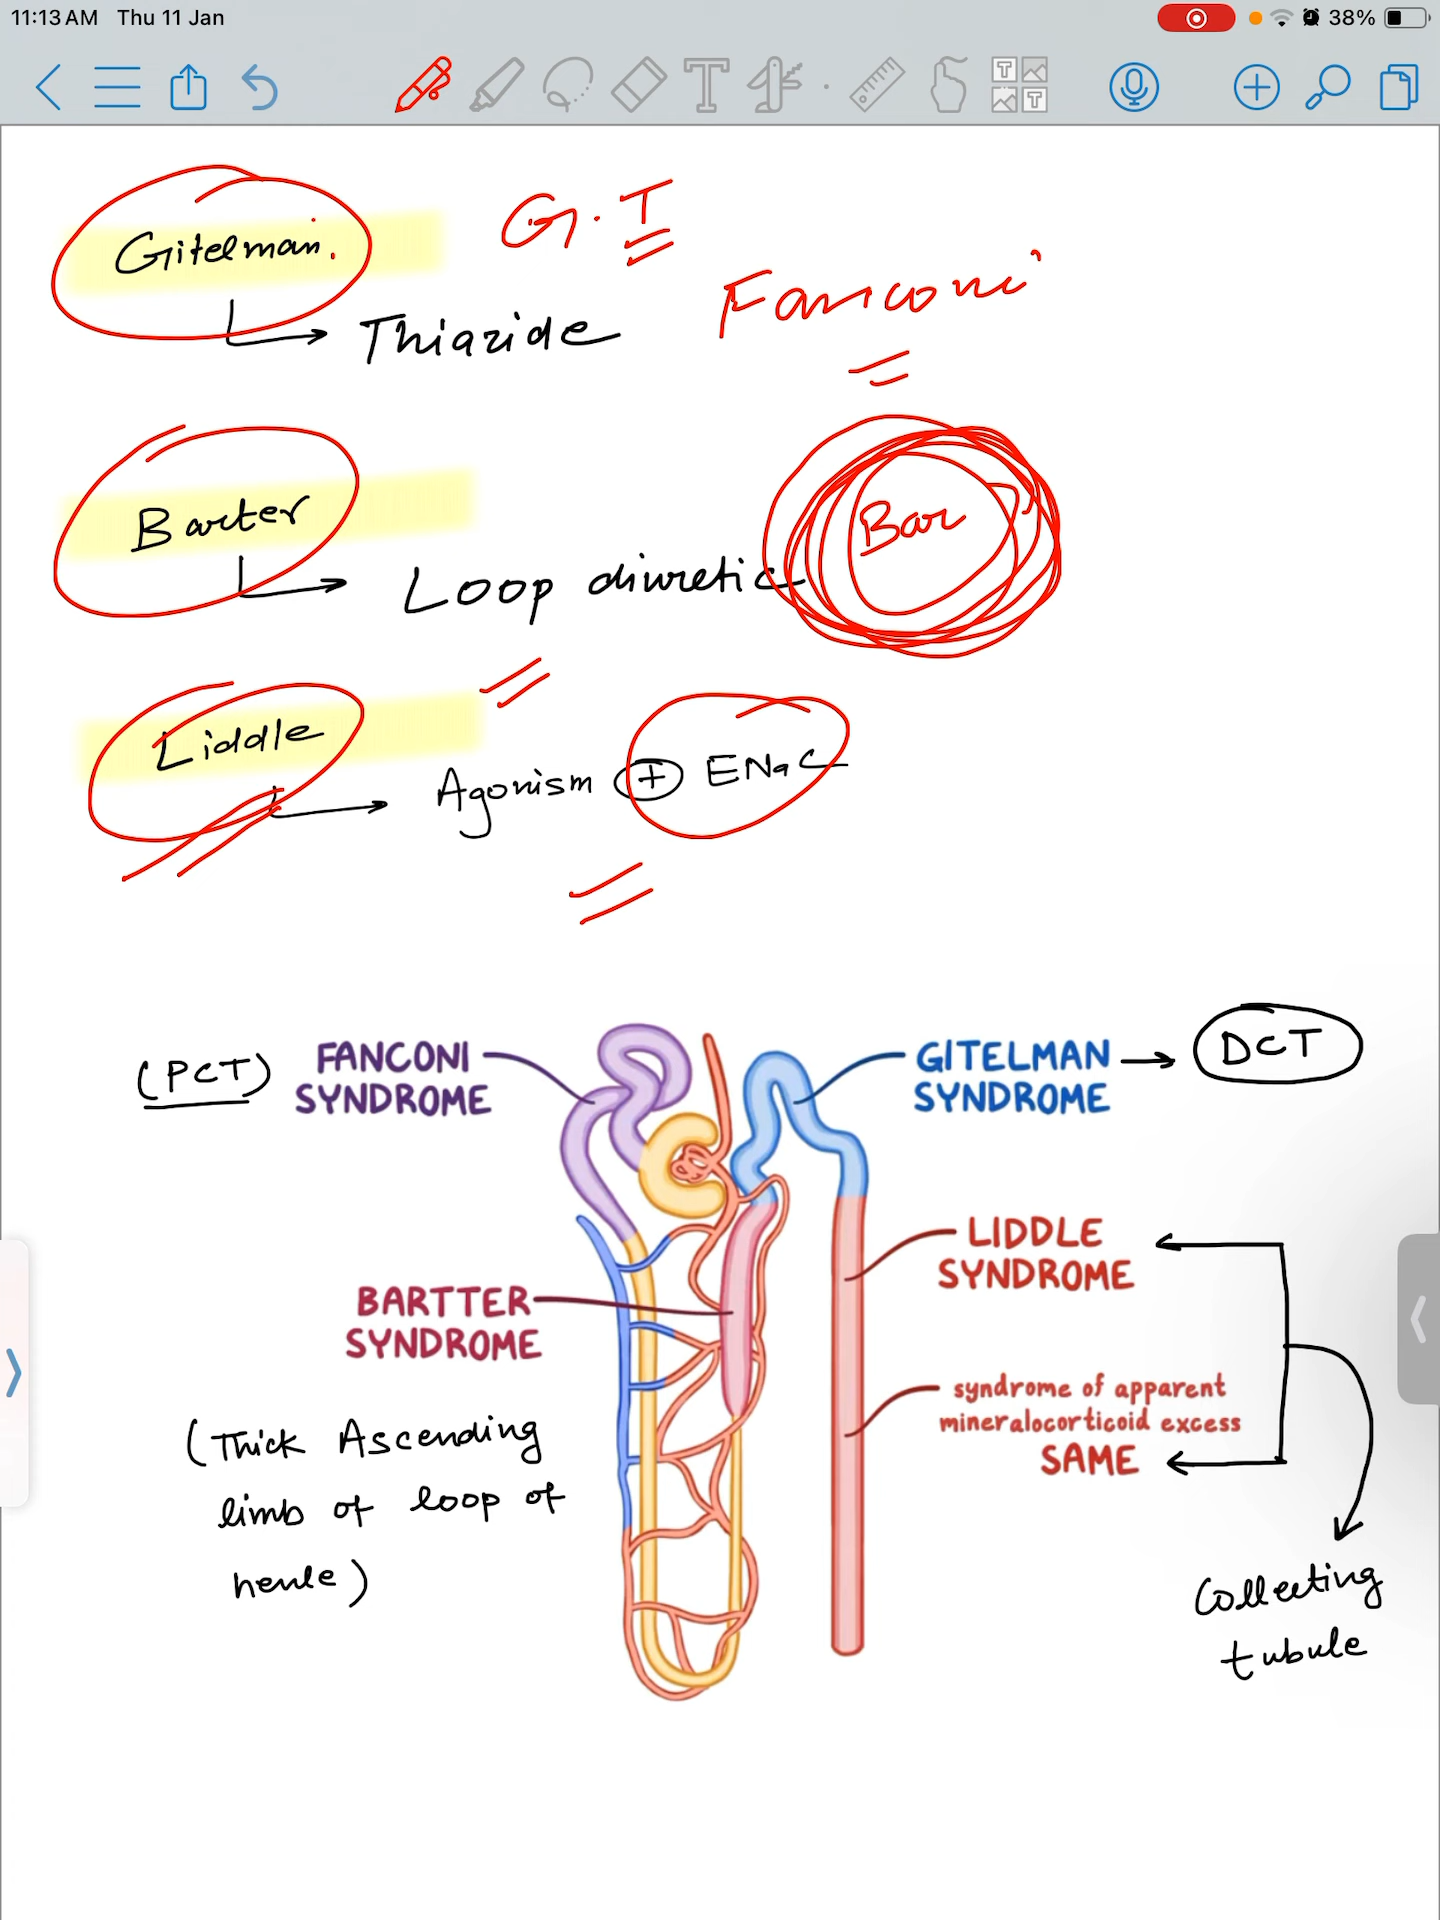 11:13 AM Thu 11 Jan
38%
T
T
T
Gitelman.
G.I
Thiazide
Fanconi
Barter
Bar
Loop diuretic
Liddle
Agonism + ENaC
(PCT)
FANCONI
SYNDROME
GITELMAN
SYNDROME
DCT
LIDDLE
SYNDROME
BARTTER
SYNDROME
syndrome of apparent
mineralocorticoid excess
SAME
(Thick Ascending
limb of loop of
henle)
Collecting
tubule